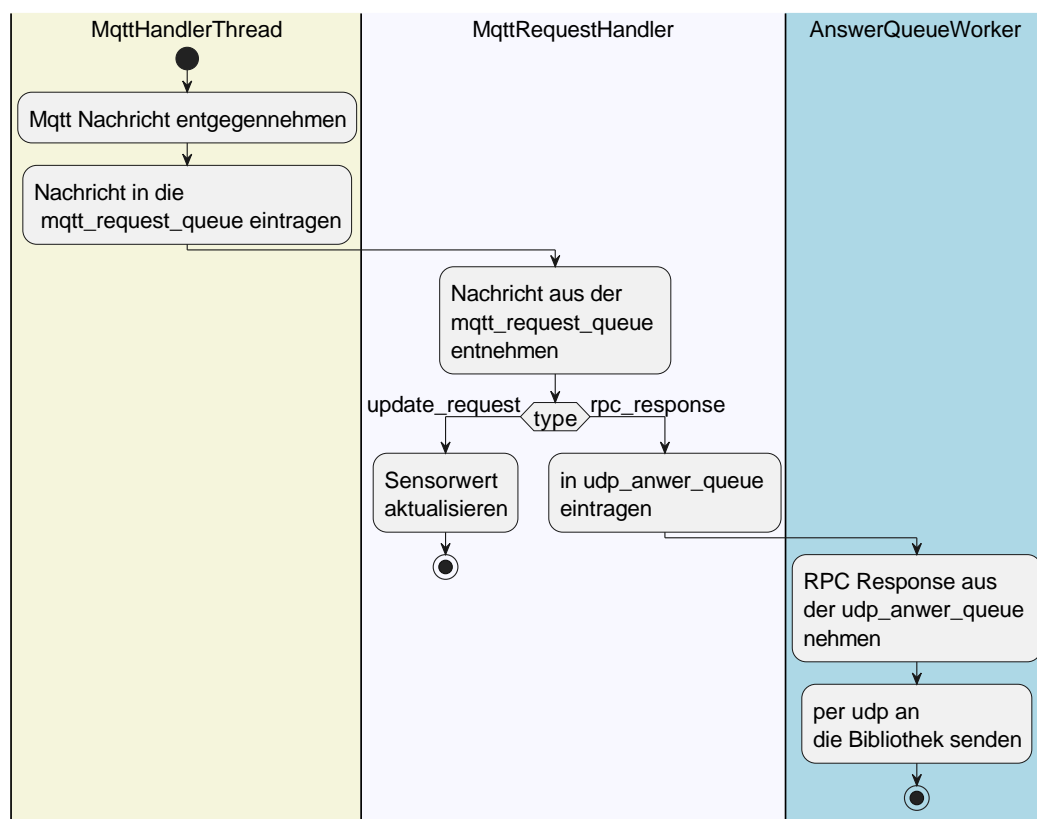 MqttHandlerThread
MqttRequestHandler
AnswerQueueWorker
Mqtt Nachricht entgegennehmen
Nachricht in die
mqtt_request_queue eintragen
Nachricht aus der
mqtt_request_queue
entnehmen
update_request
type
rpc_response
Sensorwert
aktualisieren
in udp_anwer_queue
eintragen
RPC Response aus
der udp_anwer_queue
nehmen
per udp an
die Bibliothek senden